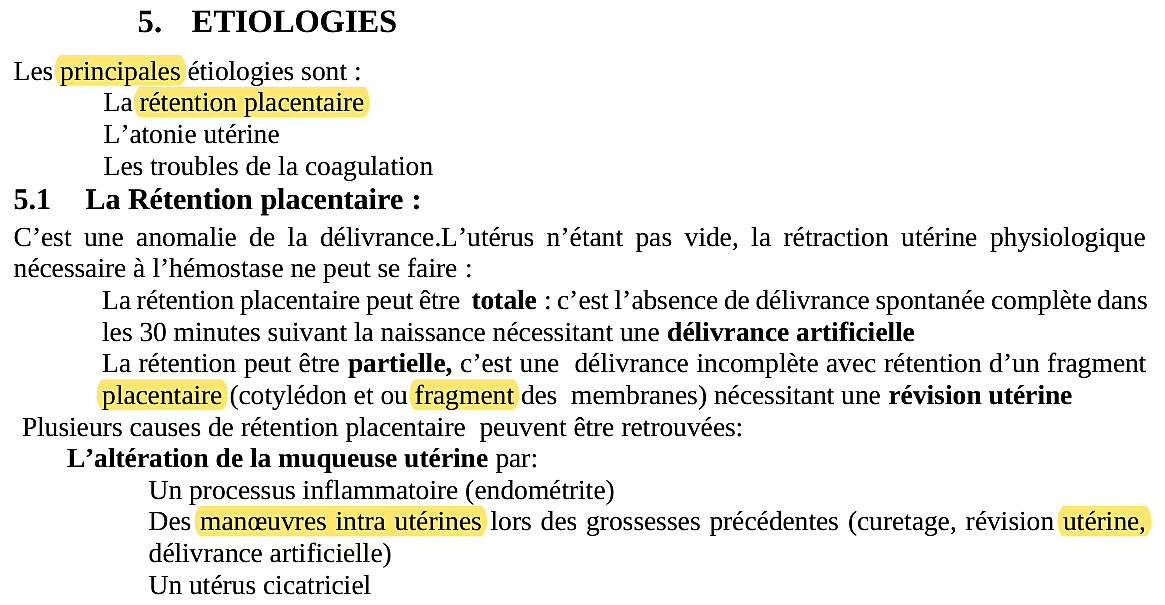 5. ETIOLOGIES
Les principales étiologies sont :
La rétention placentaire
L’atonie utérine
Les troubles de la coagulation
5.1 La Rétention placentaire :
C’est une anomalie de la délivrance.L’utérus n’étant pas vide, la rétraction utérine physiologique
nécessaire à l’hémostase ne peut se faire :
La rétention placentaire peut être totale : c’est l’absence de délivrance spontanée complète dans
les 30 minutes suivant la naissance nécessitant une délivrance artificielle
La rétention peut être partielle, c’est une délivrance incomplète avec rétention d’un fragment
placentaire (cotylédon et ou fragment des membranes) nécessitant une révision utérine
Plusieurs causes de rétention placentaire peuvent être retrouvées:
L’altération de la muqueuse utérine par:
Un processus inflammatoire (endométrite)
Des manœuvres intra utérines lors des grossesses précédentes (curetage, révision utérine,
délivrance artificielle)
Un utérus cicatriciel